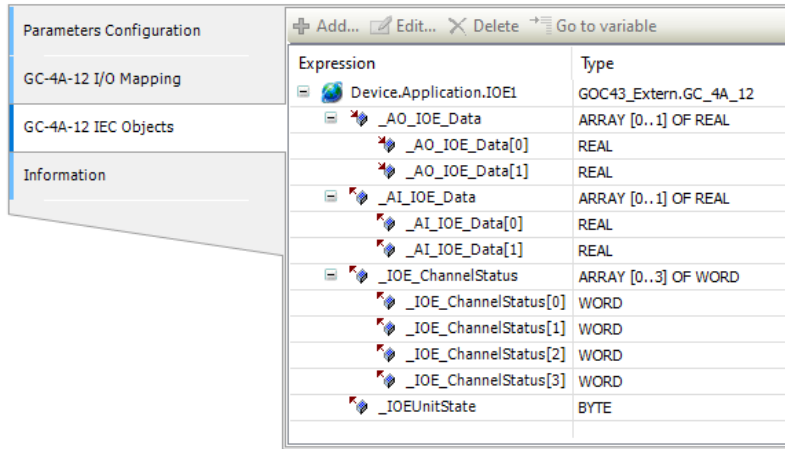 Parameters Configuration
GC-4A-12 I/O Mapping
GC-4A-12 IEC Objects
Information
Add... Edit... Delete Go to variable
Expression Type
Device.Application.IOE1 GOC43_Extern.GC_4A_12
_AO_IOE_Data ARRAY [0..1] OF REAL
_AO_IOE_Data[0] REAL
_AO_IOE_Data[1] REAL
_AI_IOE_Data ARRAY [0..1] OF REAL
_AI_IOE_Data[0] REAL
_AI_IOE_Data[1] REAL
_IOE_ChannelStatus ARRAY [0..3] OF WORD
_IOE_ChannelStatus[0] WORD
_IOE_ChannelStatus[1] WORD
_IOE_ChannelStatus[2] WORD
_IOE_ChannelStatus[3] WORD
_IOEUnitState BYTE